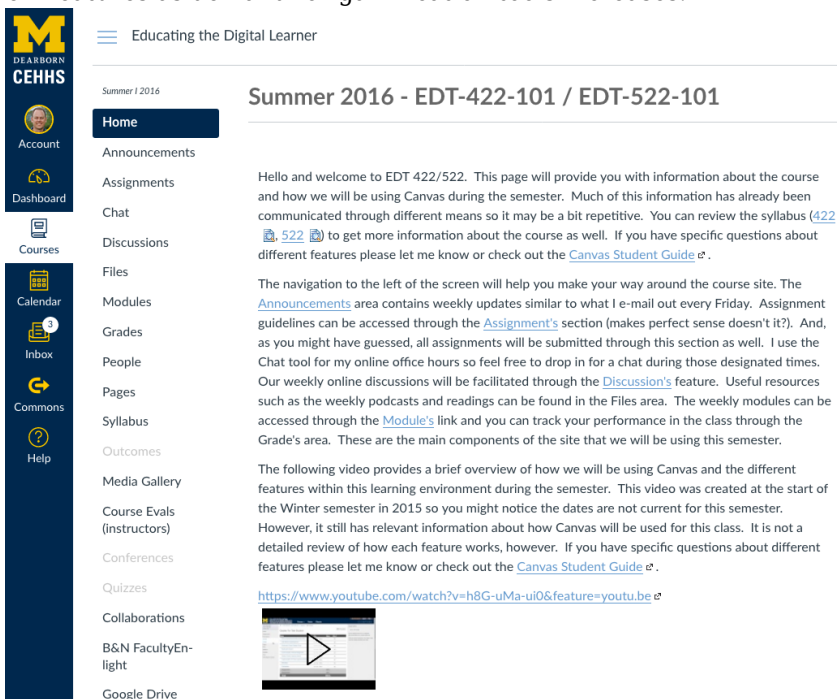 DEARBORN
CEHHS
Account
Dashboard
Courses
Calendar
3
Inbox
Commons
Help
Educating the Digital Learner
Summer I 2016
Home
Announcements
Assignments
Chat
Discussions
Files
Modules
Grades
People
Pages
Syllabus
Outcomes
Media Gallery
Course Evals
(instructors)
Conferences
Quizzes
Collaborations
B&N FacultyEn-
light
Google Drive
Summer 2016 - EDT-422-101 / EDT-522-101
Hello and welcome to EDT 422/522. This page will provide you with information about the course
and how we will be using Canvas during the semester. Much of this information has already been
communicated through different means so it may be a bit repetitive. You can review the syllabus (422
, 522 ) to get more information about the course as well. If you have specific questions about
different features please let me know or check out the Canvas Student Guide .
The navigation to the left of the screen will help you make your way around the course site. The
Announcements area contains weekly updates similar to what I e-mail out every Friday. Assignment
guidelines can be accessed through the Assignment's section (makes perfect sense doesn't it?). And,
as you might have guessed, all assignments will be submitted through this section as well. I use the
Chat tool for my online office hours so feel free to drop in for a chat during those designated times.
Our weekly online discussions will be facilitated through the Discussion's feature. Useful resources
such as the weekly podcasts and readings can be found in the Files area. The weekly modules can be
accessed through the Module's link and you can track your performance in the class through the
Grade's area. These are the main components of the site that we will be using this semester.
The following video provides a brief overview of how we will be using Canvas and the different
features within this learning environment during the semester. This video was created at the start of
the Winter semester in 2015 so you might notice the dates are not current for this semester.
However, it still has relevant information about how Canvas will be used for this class. It is not a
detailed review of how each feature works, however. If you have specific questions about different
features please let me know or check out the Canvas Student Guide .
https://www.youtube.com/watch?v=h8G-uMa-ui0&feature=youtu.be